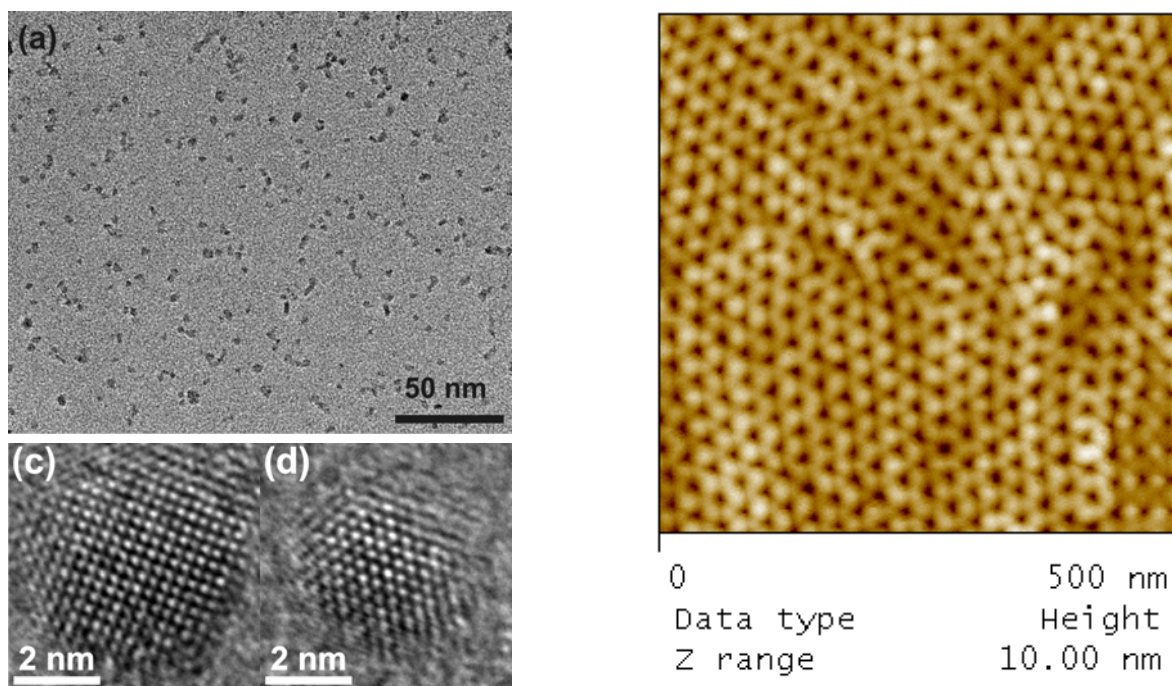 (a)
50 nm
(c)
(d)
2 nm
2 nm
0 500 nm
Data type Height
Z range 10.00 nm